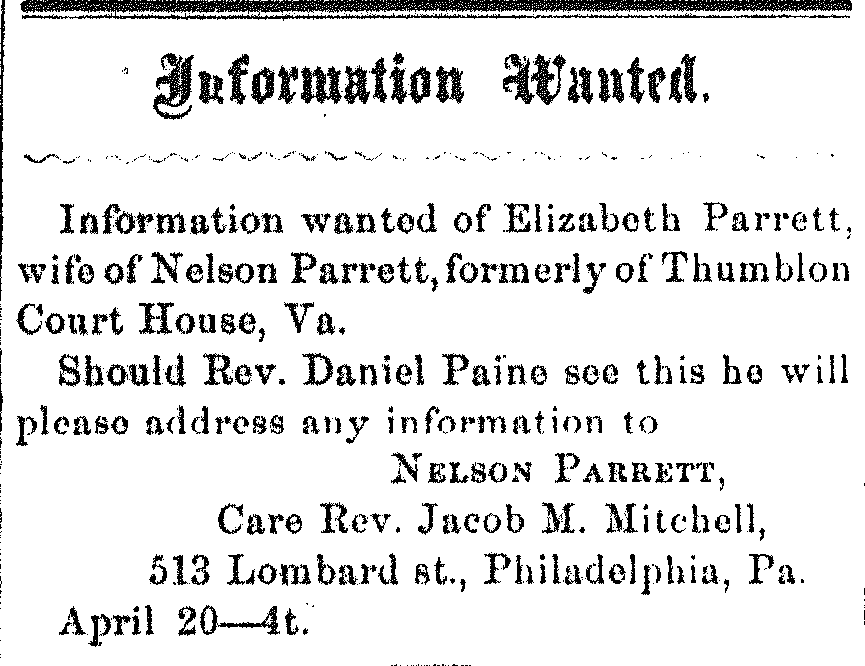 Information Wanted.
Information wanted of Elizabeth Parrett,
wife of Nelson Parrett, formerly of Thumblon
Court House, Va.
Should Rev. Daniel Paine see this he will
please address any information to
NELSON PARRETT,
Care Rev. Jacob M. Mitchell,
513 Lombard st., Philadelphia, Pa.
April 20—4t.